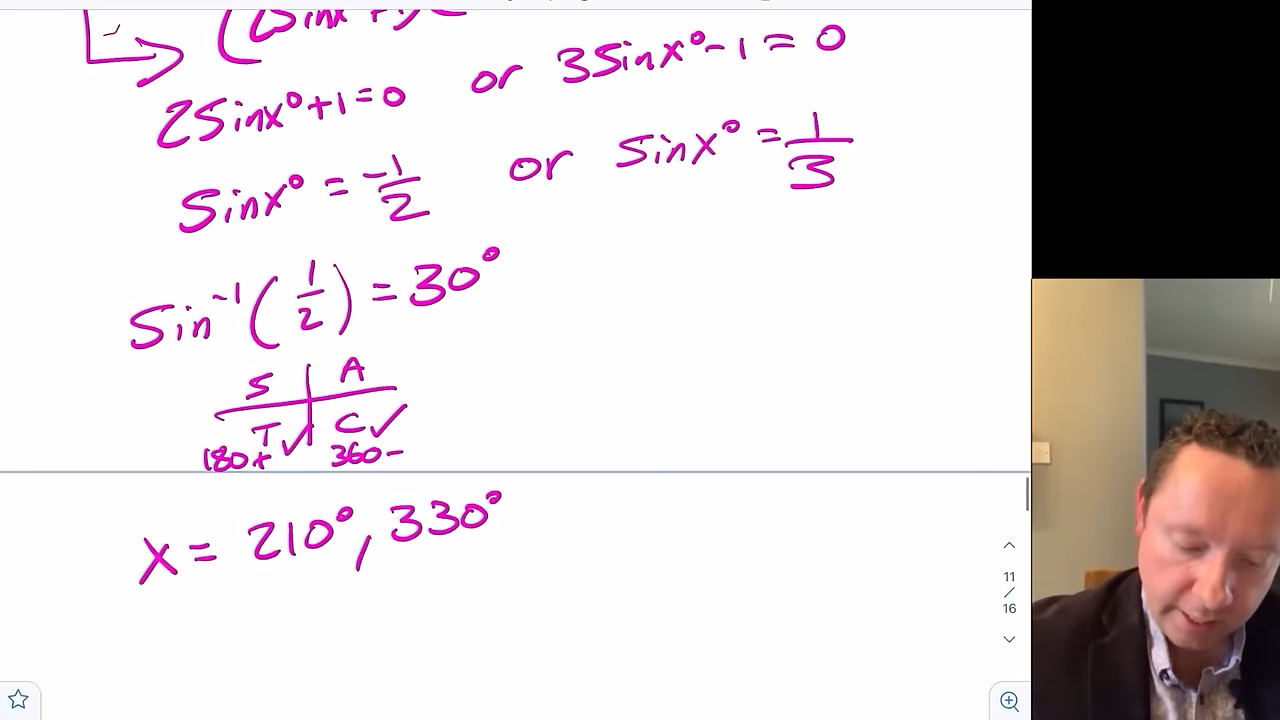 2sinx°+1=0 or 3sinx°-1=0
sinx° = -1/2 or sinx° = 1/3
sin⁻¹(1/2) = 30°
S A
T✓ C✓
180+ 360-
x = 210°, 330°
11
/
16